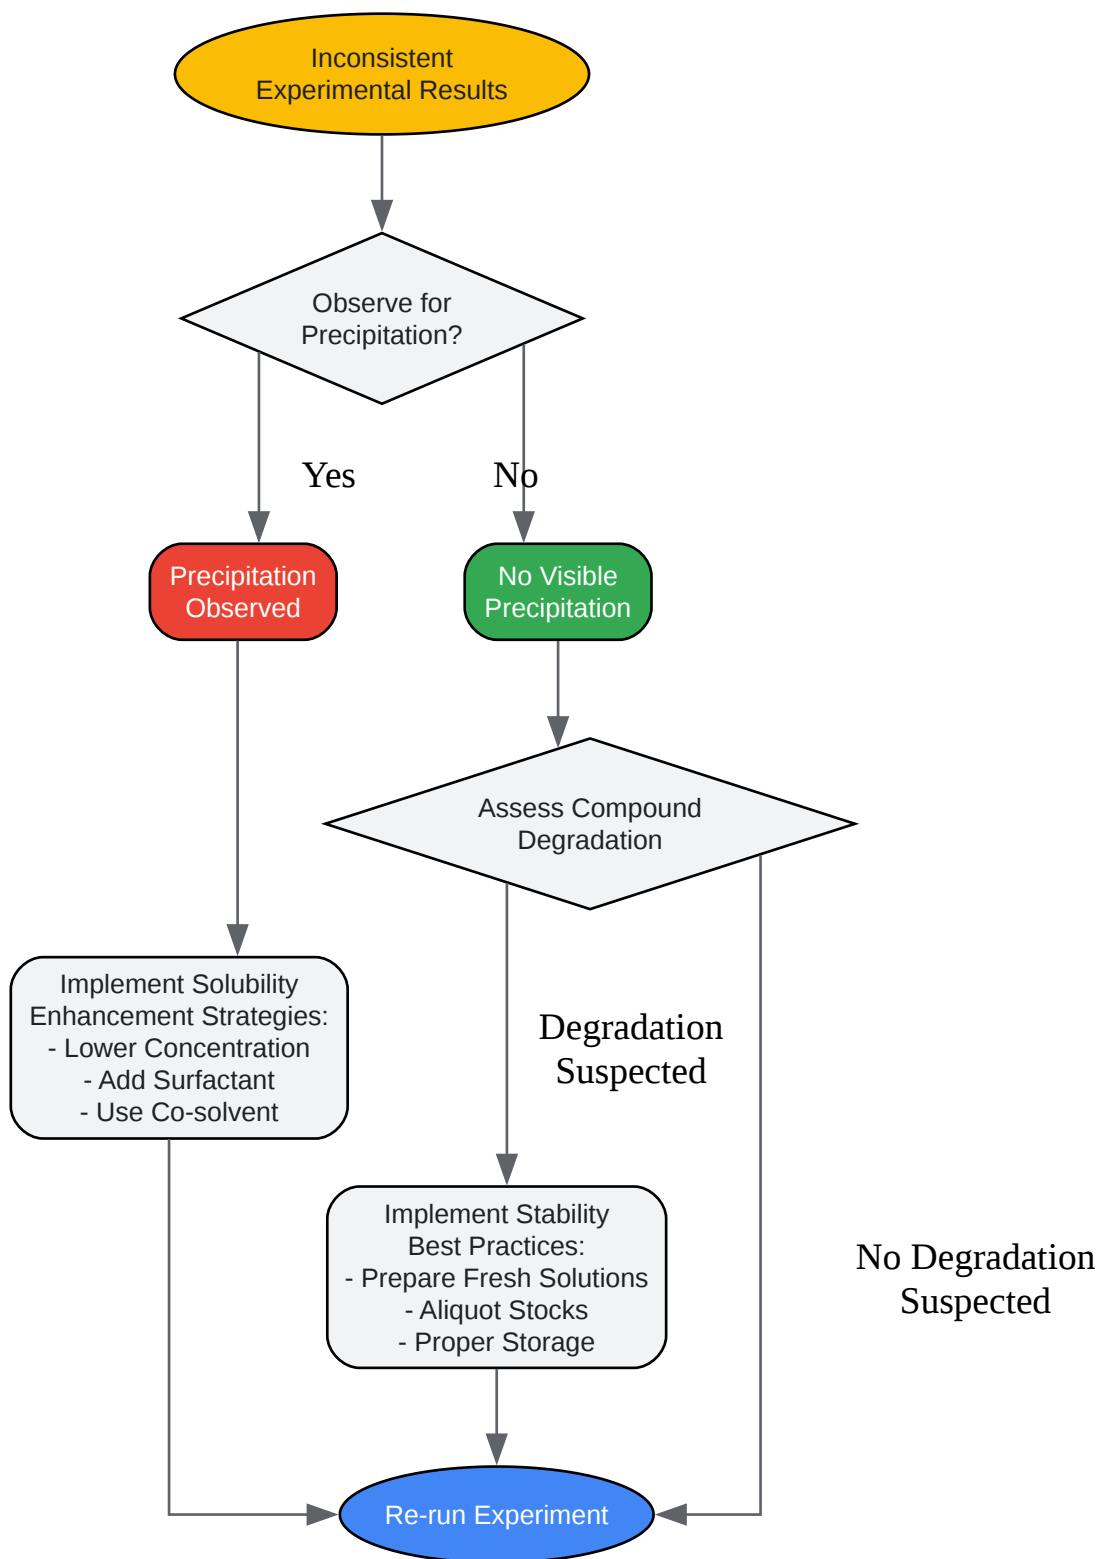 Inconsistent
Experimental Results
Observe for
Precipitation?
Yes
No
Precipitation
Observed
No Visible
Precipitation
Assess Compound
Degradation
Implement Solubility
Enhancement Strategies:
- Lower Concentration
- Add Surfactant
- Use Co-solvent
Degradation
Suspected
Implement Stability
Best Practices:
- Prepare Fresh Solutions
- Aliquot Stocks
- Proper Storage
No Degradation
Suspected
Re-run Experiment